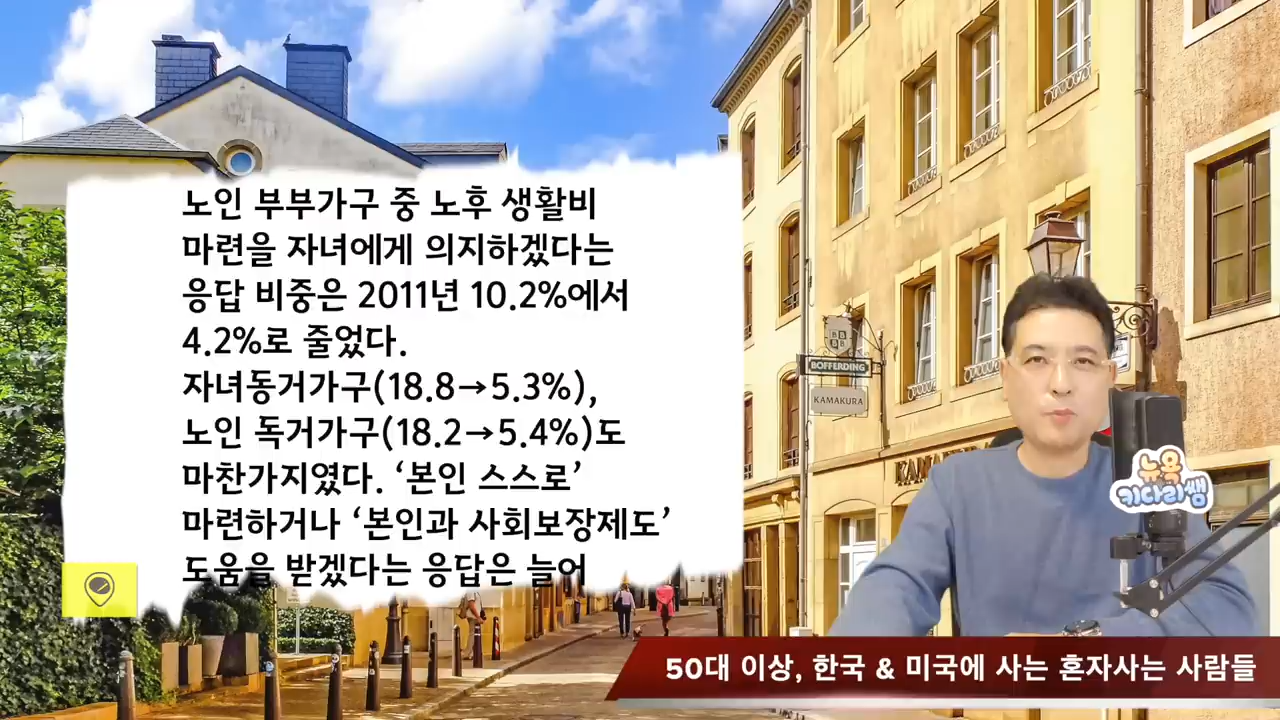 노인 부부가구 중 노후 생활비
마련을 자녀에게 의지하겠다는
응답 비중은 2011년 10.2%에서
4.2%로 줄었다.
자녀동거가구(18.8→5.3%),
노인 독거가구(18.2→5.4%)도
마찬가지였다. ‘본인 스스로’
마련하거나 ‘본인과 사회보장제도’
도움을 받겠다는 응답은 늘어
BOFFERDING
KAMAKURA
뉴욕
키다리쌤
50대 이상, 한국 & 미국에 사는 혼자사는 사람들